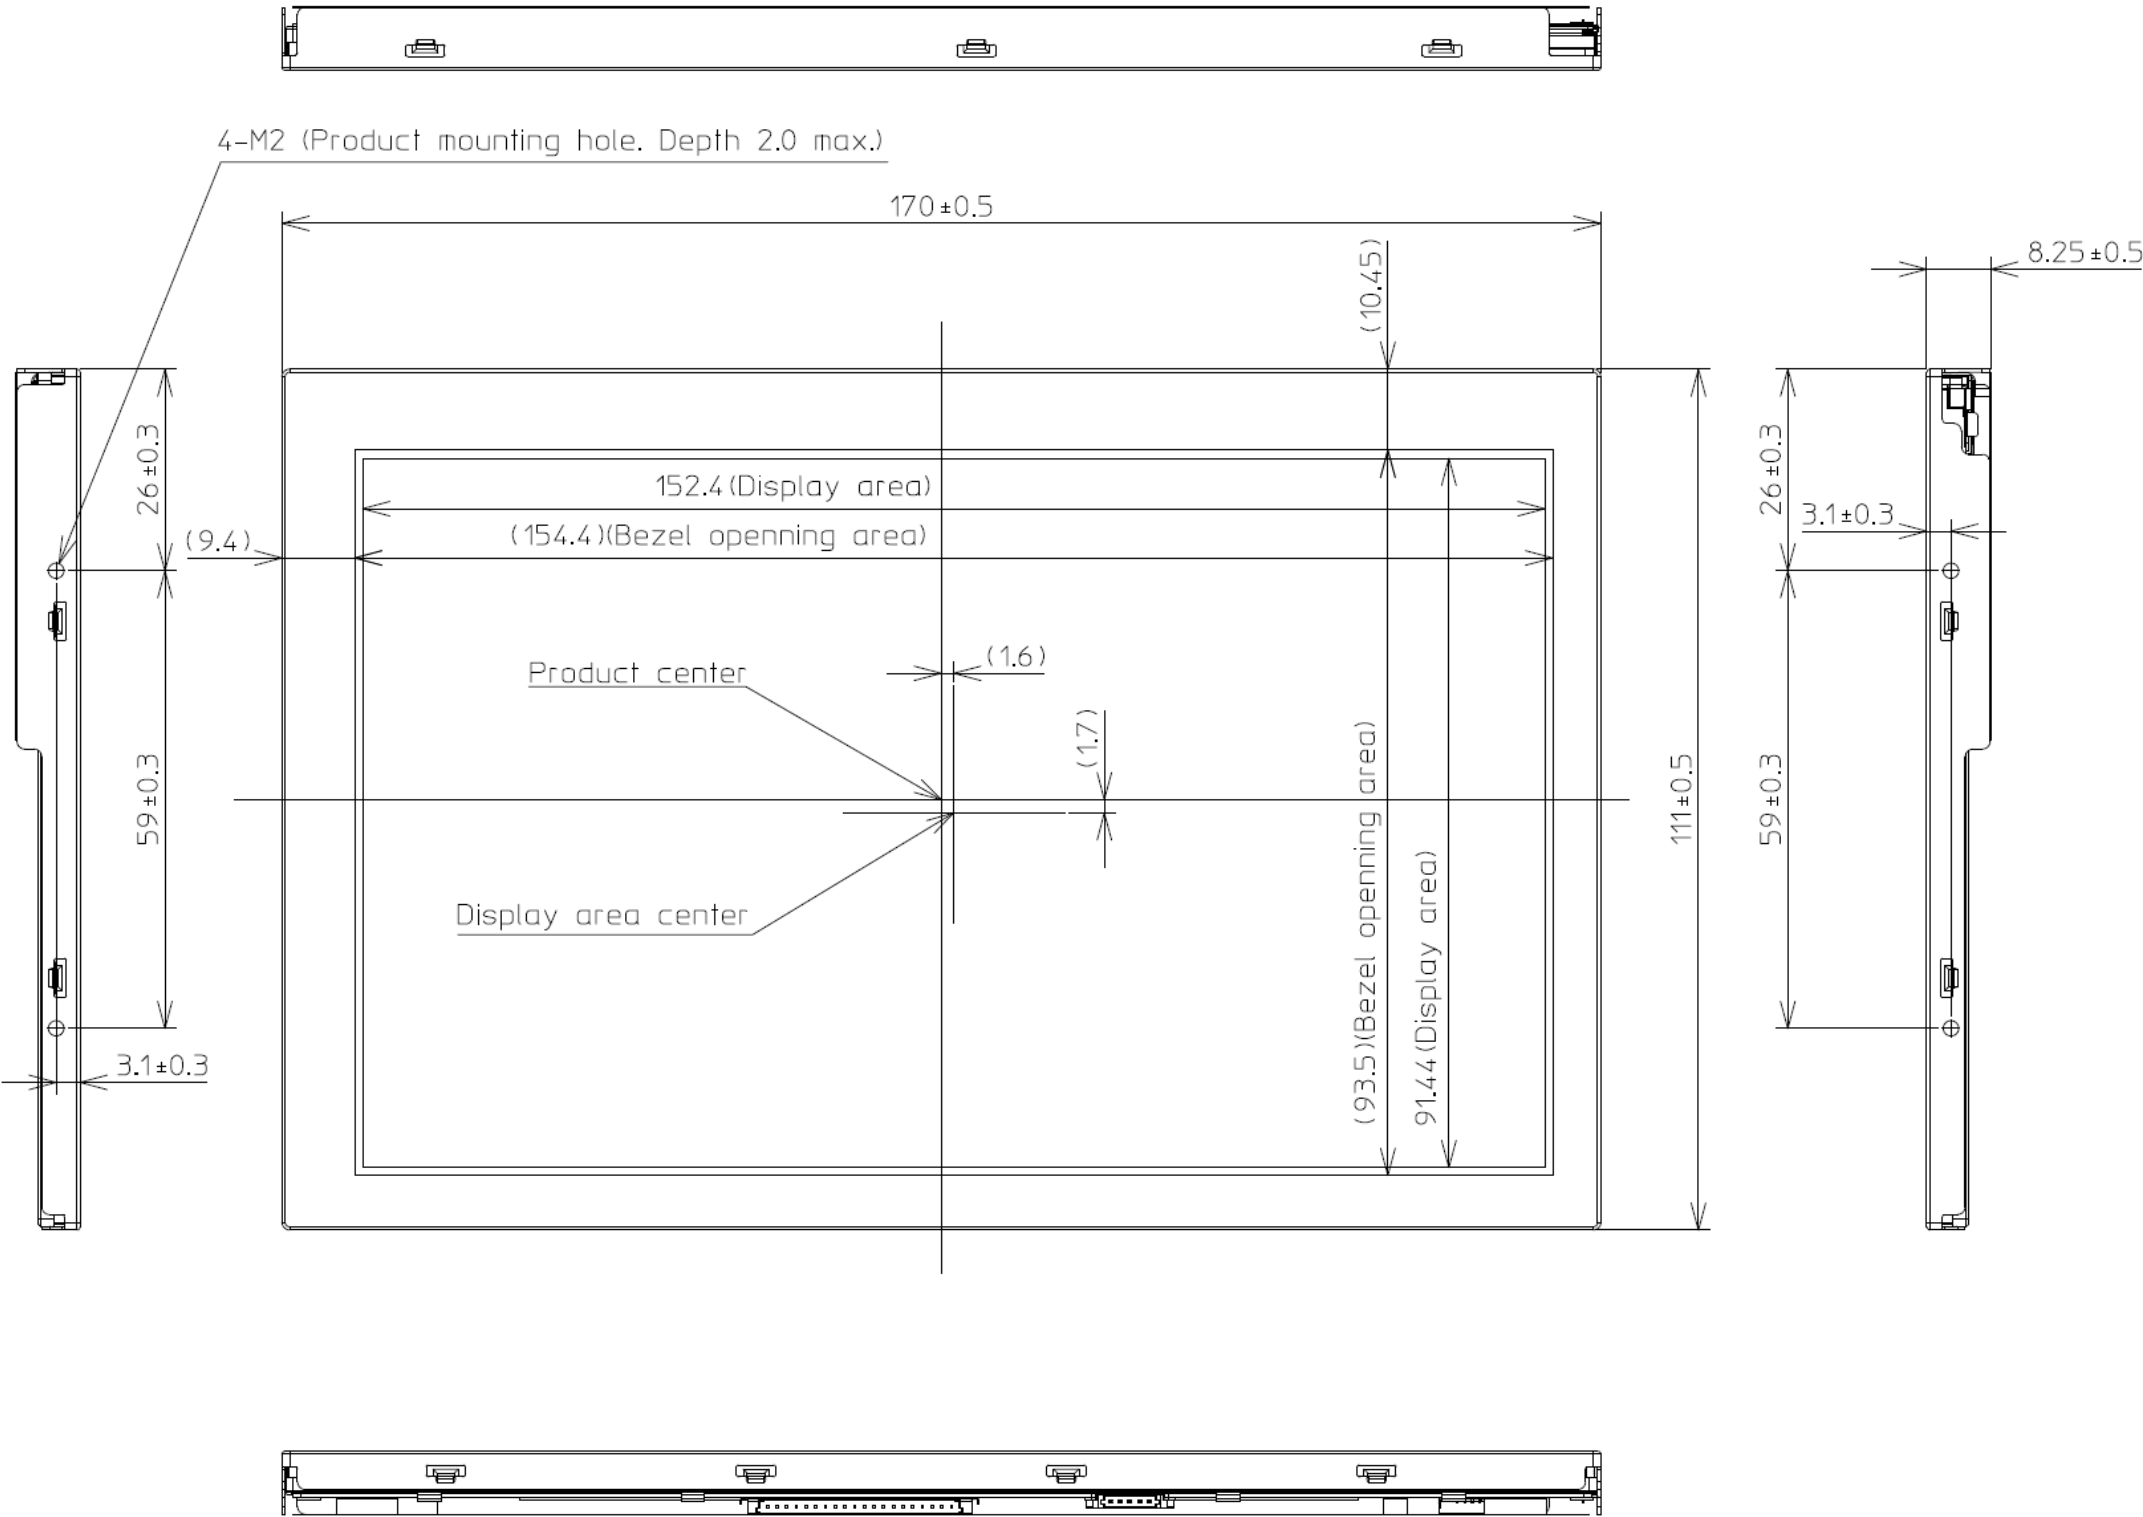 4-M2 (Product mounting hole. Depth 2.0 max.)
170±0.5
8.25±0.5
(10.45)
26±0.3
26±0.3
152.4(Display area)
(9.4)
(154.4)(Bezel openning area)
3.1±0.3
Product center
(1.6)
(1.7)
59±0.3
(93.5)(Bezel openning area)
91.44(Display area)
111±0.5
59±0.3
Display area center
3.1±0.3